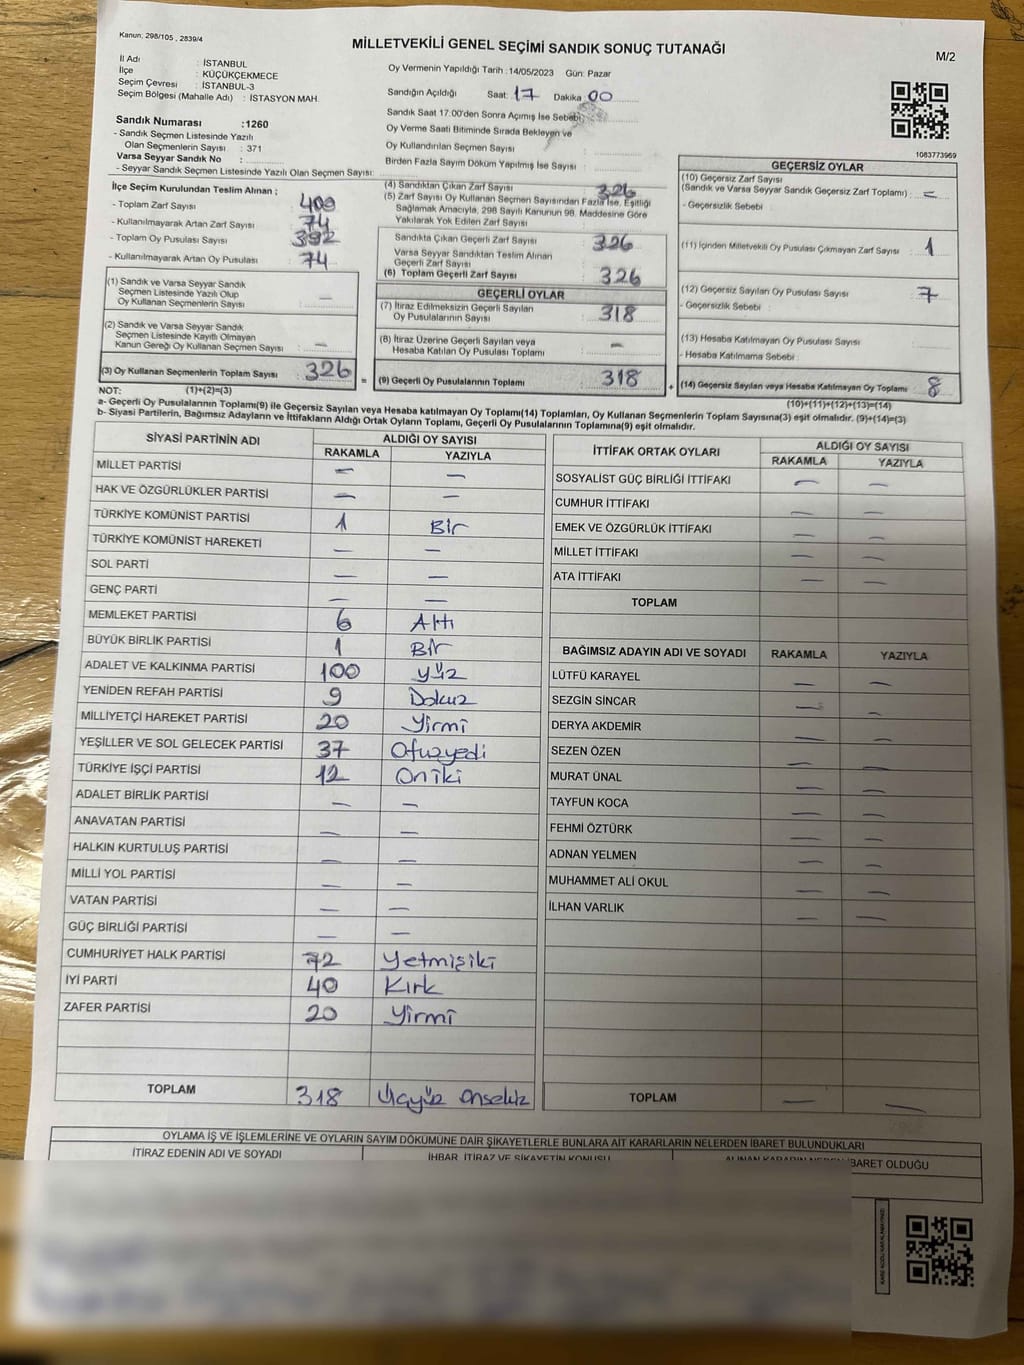 Kanun: 298/105 , 2839/4
MİLLETVEKİLİ GENEL SEÇİMİ SANDIK SONUÇ TUTANAĞI
M/2
İl Adı : İSTANBUL
İlçe : KÜÇÜKÇEKMECE
Seçim Çevresi : İSTANBUL-3
Seçim Bölgesi (Mahalle Adı) : İSTASYON MAH.
Sandık Numarası :1260
- Sandık Seçmen Listesinde Yazılı
Olan Seçmenlerin Sayısı : 371
Varsa Seyyar Sandık No :
- Seyyar Sandık Seçmen Listesinde Yazılı Olan Seçmen Sayısı:
Oy Vermenin Yapıldığı Tarih :14/05/2023 Gün: Pazar
Sandığın Açıldığı Saat: 17 Dakika : 00
Sandık Saat 17:00'den Sonra Açımış İse Sebebi
Oy Verme Saati Bitiminde Sırada Bekleyen ve
Oy Kullandırılan Seçmen Sayısı :
Birden Fazla Sayım Döküm Yapılmış İse Sayısı :
1083773969
İlçe Seçim Kurulundan Teslim Alınan ;
- Toplam Zarf Sayısı : 400
- Kullanılmayarak Artan Zarf Sayısı : 74
- Toplam Oy Pusulası Sayısı : 392
- Kullanılmayarak Artan Oy Pusulası : 74
(1) Sandık ve Varsa Seyyar Sandık
Seçmen Listesinde Yazılı Olup
Oy Kullanan Seçmenlerin Sayısı : —
(2) Sandık ve Varsa Seyyar Sandık
Seçmen Listesinde Kayıtlı Olmayan
Kanun Gereği Oy Kullanan Seçmen Sayısı : —
(3) Oy Kullanan Seçmenlerin Toplam Sayısı : 326
(4) Sandıktan Çıkan Zarf Sayısı : 326
(5) Zarf Sayısı Oy Kullanan Seçmen Sayısından Fazla İse, Eşitliği
Sağlamak Amacıyla, 298 Sayılı Kanunun 98. Maddesine Göre
Yakılarak Yok Edilen Zarf Sayısı :
Sandıkta Çıkan Geçerli Zarf Sayısı : 326
Varsa Seyyar Sandıktan Teslim Alınan
Geçerli Zarf Sayısı :
(6) Toplam Geçerli Zarf Sayısı : 326
GEÇERLİ OYLAR
(7) İtiraz Edilmeksizin Geçerli Sayılan
Oy Pusulalarının Sayısı : 318
(8) İtiraz Üzerine Geçerli Sayılan veya
Hesaba Katılan Oy Pusulası Toplamı : —
(9) Geçerli Oy Pusulalarının Toplamı : 318
GEÇERSİZ OYLAR
(10) Geçersiz Zarf Sayısı
(Sandık ve Varsa Seyyar Sandık Geçersiz Zarf Toplamı) : —
- Geçersizlik Sebebi :
(11) İçinden Milletvekili Oy Pusulası Çıkmayan Zarf Sayısı : 1
(12) Geçersiz Sayılan Oy Pusulası Sayısı : 7
- Geçersizlik Sebebi :
(13) Hesaba Katılmayan Oy Pusulası Sayısı :
- Hesaba Katılmama Sebebi :
(14) Geçersiz Sayılan veya Hesaba Katılmayan Oy Toplamı : 8
NOT: (1)+(2)=(3) (10)+(11)+(12)+(13)=(14)
a- Geçerli Oy Pusulalarının Toplamı(9) ile Geçersiz Sayılan veya Hesaba katılmayan Oy Toplamı(14) Toplamları, Oy Kullanan Seçmenlerin Toplam Sayısına(3) eşit olmalıdır. (9)+(14)=(3)
b- Siyasi Partilerin, Bağımsız Adayların ve İttifakların Aldığı Ortak Oyların Toplamı, Geçerli Oy Pusulalarının Toplamına(9) eşit olmalıdır.
SİYASİ PARTİNİN ADI ALDIĞI OY SAYISI
RAKAMLA YAZIYLA
MİLLET PARTİSİ — —
HAK VE ÖZGÜRLÜKLER PARTİSİ — —
TÜRKİYE KOMÜNİST PARTİSİ 1 Bir
TÜRKİYE KOMÜNİST HAREKETİ — —
SOL PARTİ — —
GENÇ PARTİ — —
MEMLEKET PARTİSİ 6 Altı
BÜYÜK BİRLİK PARTİSİ 1 Bir
ADALET VE KALKINMA PARTİSİ 100 yüz
YENİDEN REFAH PARTİSİ 9 Dokuz
MİLLİYETÇİ HAREKET PARTİSİ 20 Yirmi
YEŞİLLER VE SOL GELECEK PARTİSİ 37 Otuzyedi
TÜRKİYE İŞÇİ PARTİSİ 12 Oniki
ADALET BİRLİK PARTİSİ — —
ANAVATAN PARTİSİ — —
HALKIN KURTULUŞ PARTİSİ — —
MİLLİ YOL PARTİSİ — —
VATAN PARTİSİ — —
GÜÇ BİRLİĞİ PARTİSİ — —
CUMHURİYET HALK PARTİSİ 72 Yetmişiki
İYİ PARTİ 40 Kırk
ZAFER PARTİSİ 20 Yirmi
TOPLAM 318 Üçyüz onsekiz
İTTİFAK ORTAK OYLARI ALDIĞI OY SAYISI
RAKAMLA YAZIYLA
SOSYALİST GÜÇ BİRLİĞİ İTTİFAKI — —
CUMHUR İTTİFAKI — —
EMEK VE ÖZGÜRLÜK İTTİFAKI — —
MİLLET İTTİFAKI — —
ATA İTTİFAKI — —
TOPLAM
BAĞIMSIZ ADAYIN ADI VE SOYADI RAKAMLA YAZIYLA
LÜTFÜ KARAYEL — —
SEZGİN SİNCAR — —
DERYA AKDEMİR — —
SEZEN ÖZEN — —
MURAT ÜNAL — —
TAYFUN KOCA — —
FEHMİ ÖZTÜRK — —
ADNAN YELMEN — —
MUHAMMET ALİ OKUL — —
İLHAN VARLIK — —
TOPLAM — —
OYLAMA İŞ VE İŞLEMLERİNE VE OYLARIN SAYIM DÖKÜMÜNE DAİR ŞİKAYETLERLE BUNLARA AİT KARARLARIN NELERDEN İBARET BULUNDUKLARI
İTİRAZ EDENİN ADI VE SOYADI İHBAR, İTİRAZ VE ŞİKAYETİN KONUSU ALINAN KARARIN NEDEN İBARET OLDUĞU